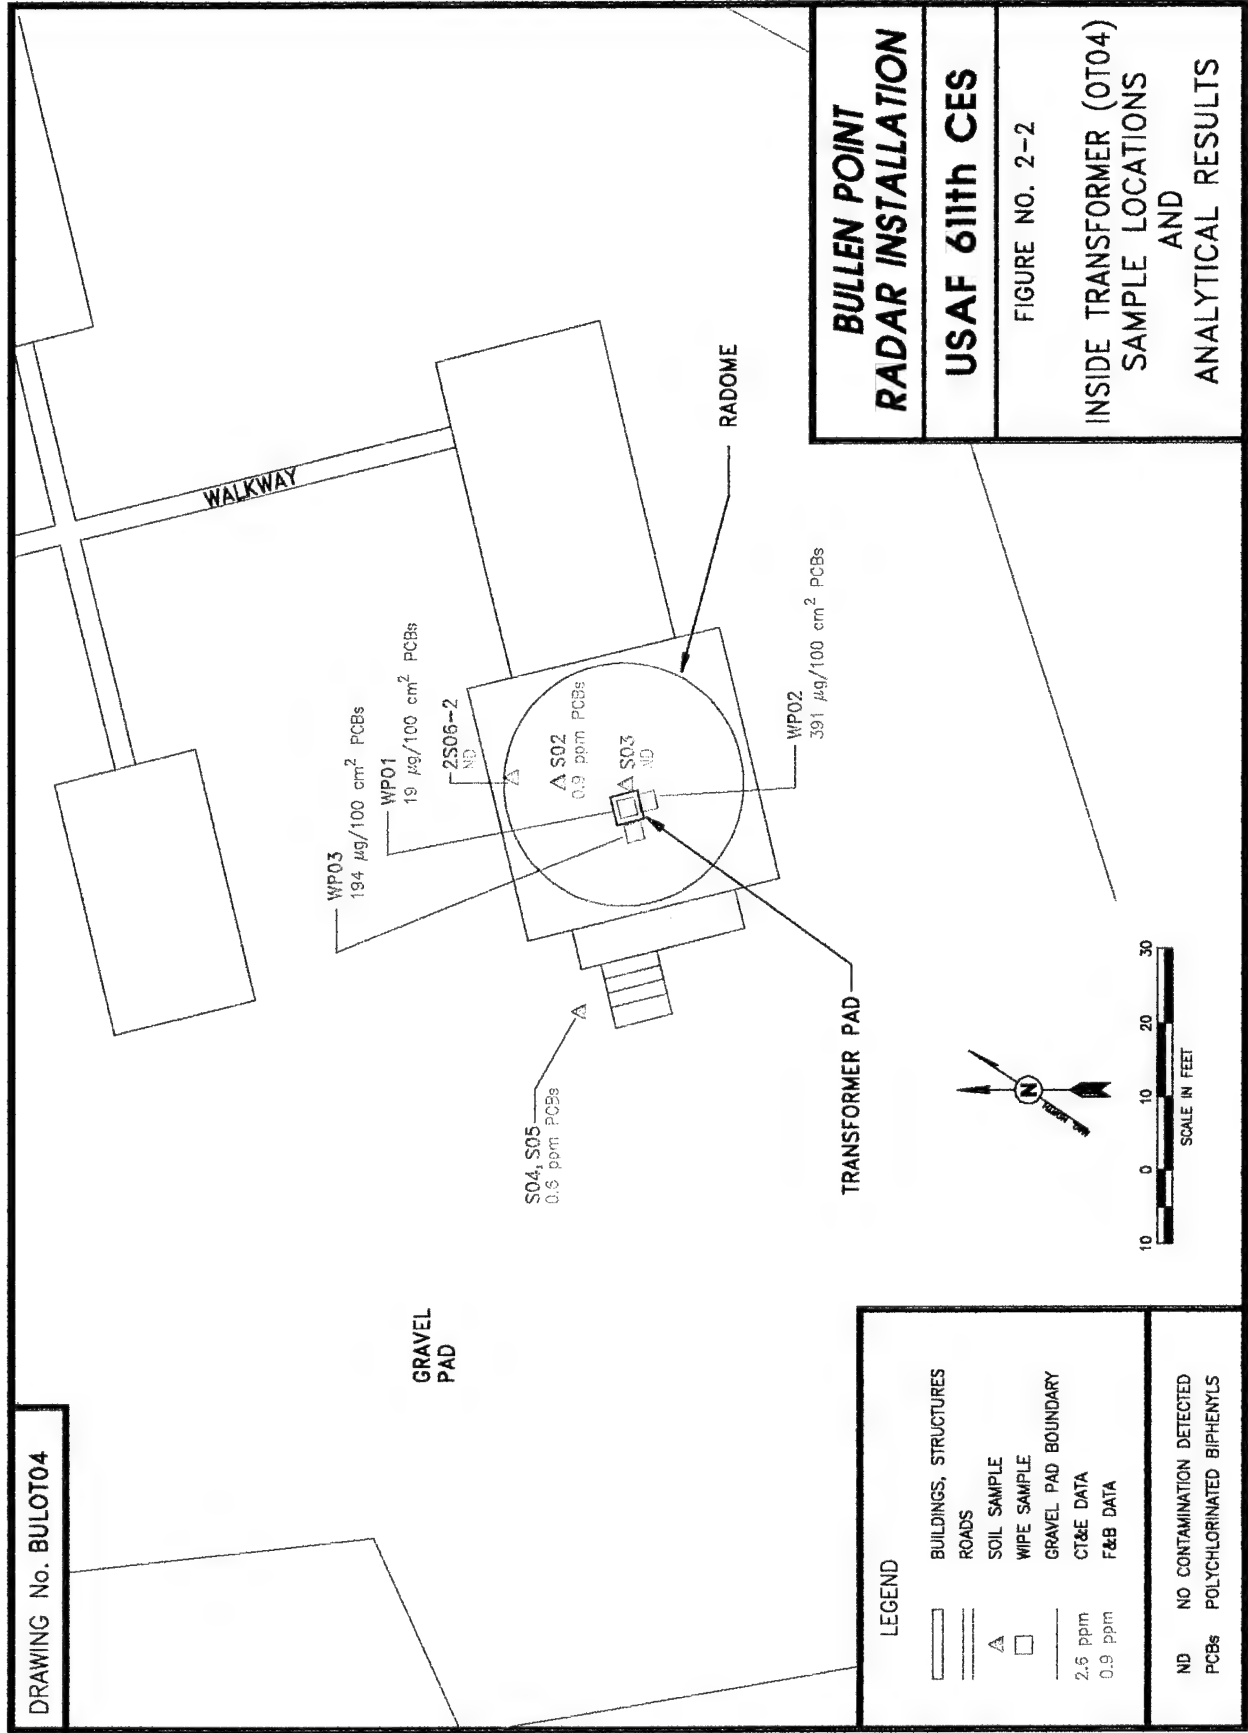 DRAWING No. BULOT04
WALKWAY
WP03
194 µg/100 cm² PCBs
WP01
19 µg/100 cm² PCBs
2S06-2
ND
S02
0.9 ppm PCBs
S03
ND
WP02
391 µg/100 cm² PCBs
RADOME
S04, S05
0.6 ppm PCBs
TRANSFORMER PAD
GRAVEL
PAD
N
MAG. NORTH
10 0 10 20 30
SCALE IN FEET
LEGEND
BUILDINGS, STRUCTURES
ROADS
SOIL SAMPLE
WIPE SAMPLE
GRAVEL PAD BOUNDARY
2.6 ppm CT&E DATA
0.9 ppm F&B DATA
ND NO CONTAMINATION DETECTED
PCBs POLYCHLORINATED BIPHENYLS
BULLEN POINT
RADAR INSTALLATION
USAF 611th CES
FIGURE NO. 2-2
INSIDE TRANSFORMER (OT04)
SAMPLE LOCATIONS
AND
ANALYTICAL RESULTS